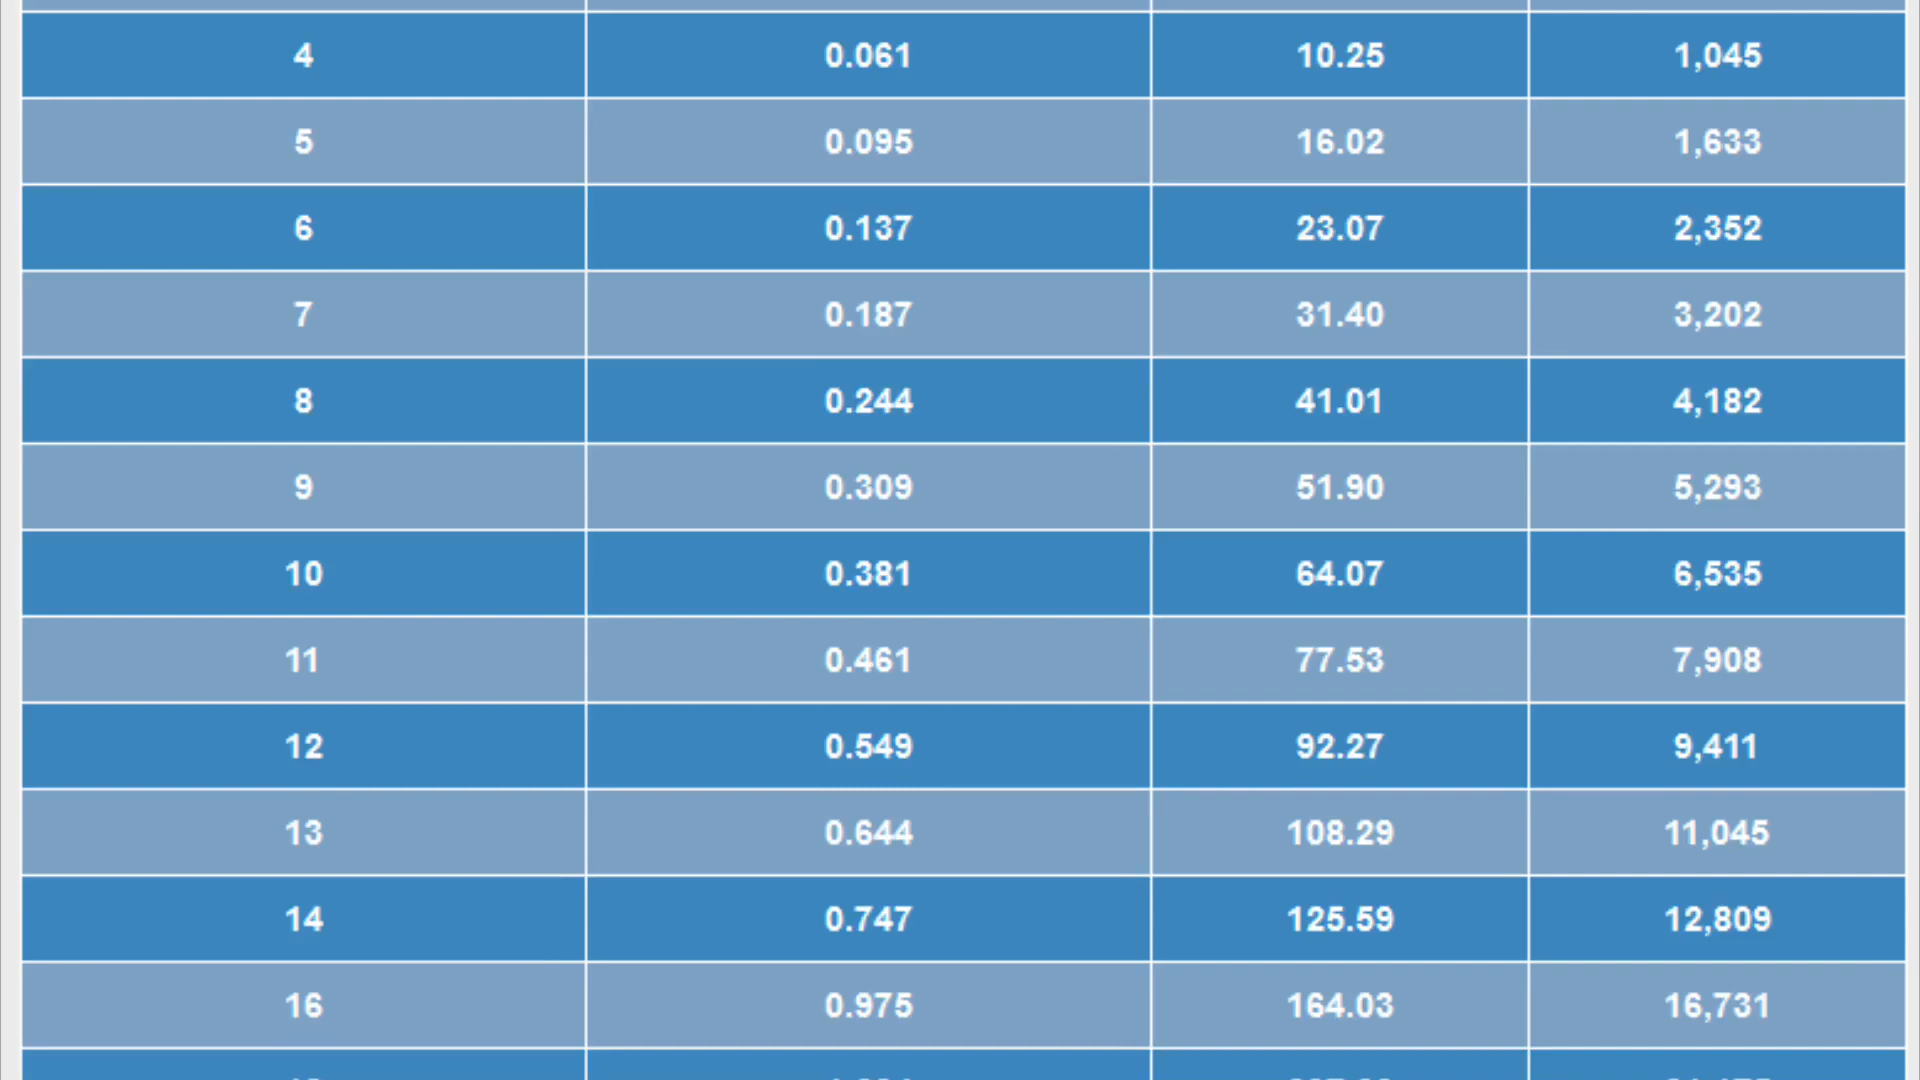 4 0.061 10.25 1,045
5 0.095 16.02 1,633
6 0.137 23.07 2,352
7 0.187 31.40 3,202
8 0.244 41.01 4,182
9 0.309 51.90 5,293
10 0.381 64.07 6,535
11 0.461 77.53 7,908
12 0.549 92.27 9,411
13 0.644 108.29 11,045
14 0.747 125.59 12,809
16 0.975 164.03 16,731